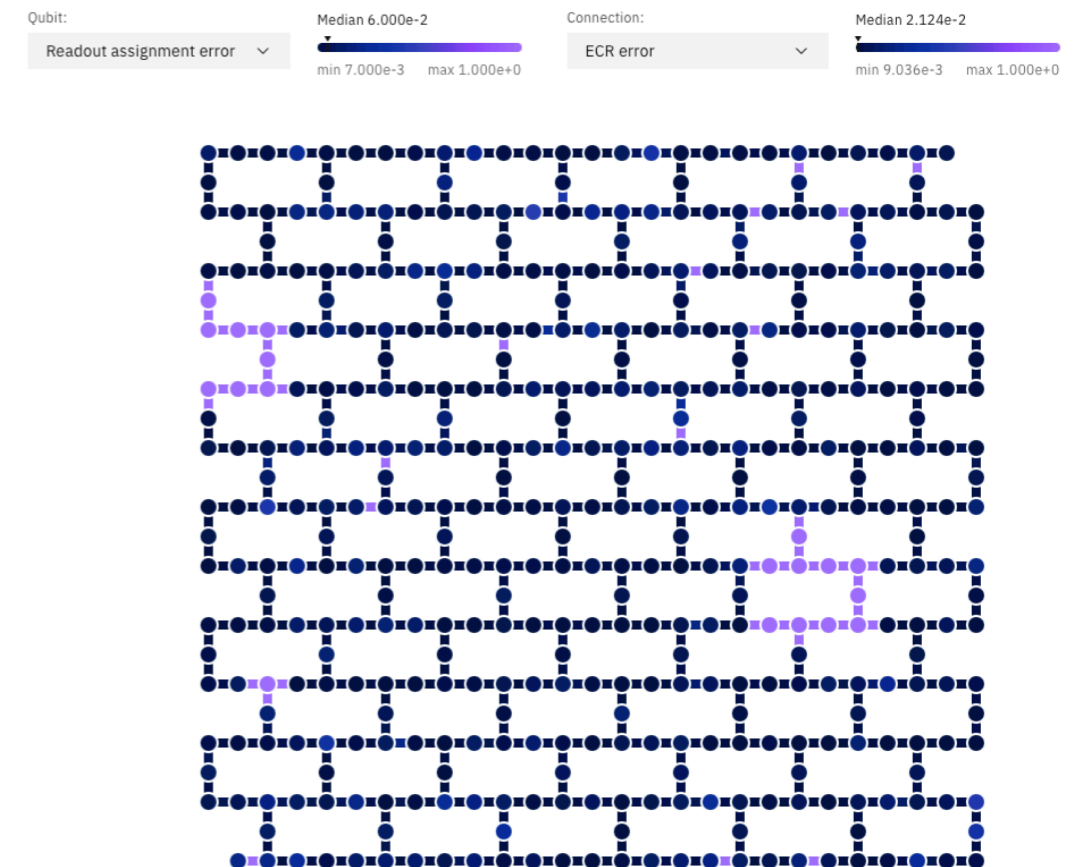 Qubit:
Readout assignment error
Median 6.000e-2
min 7.000e-3 max 1.000e+0
Connection:
ECR error
Median 2.124e-2
min 9.036e-3 max 1.000e+0